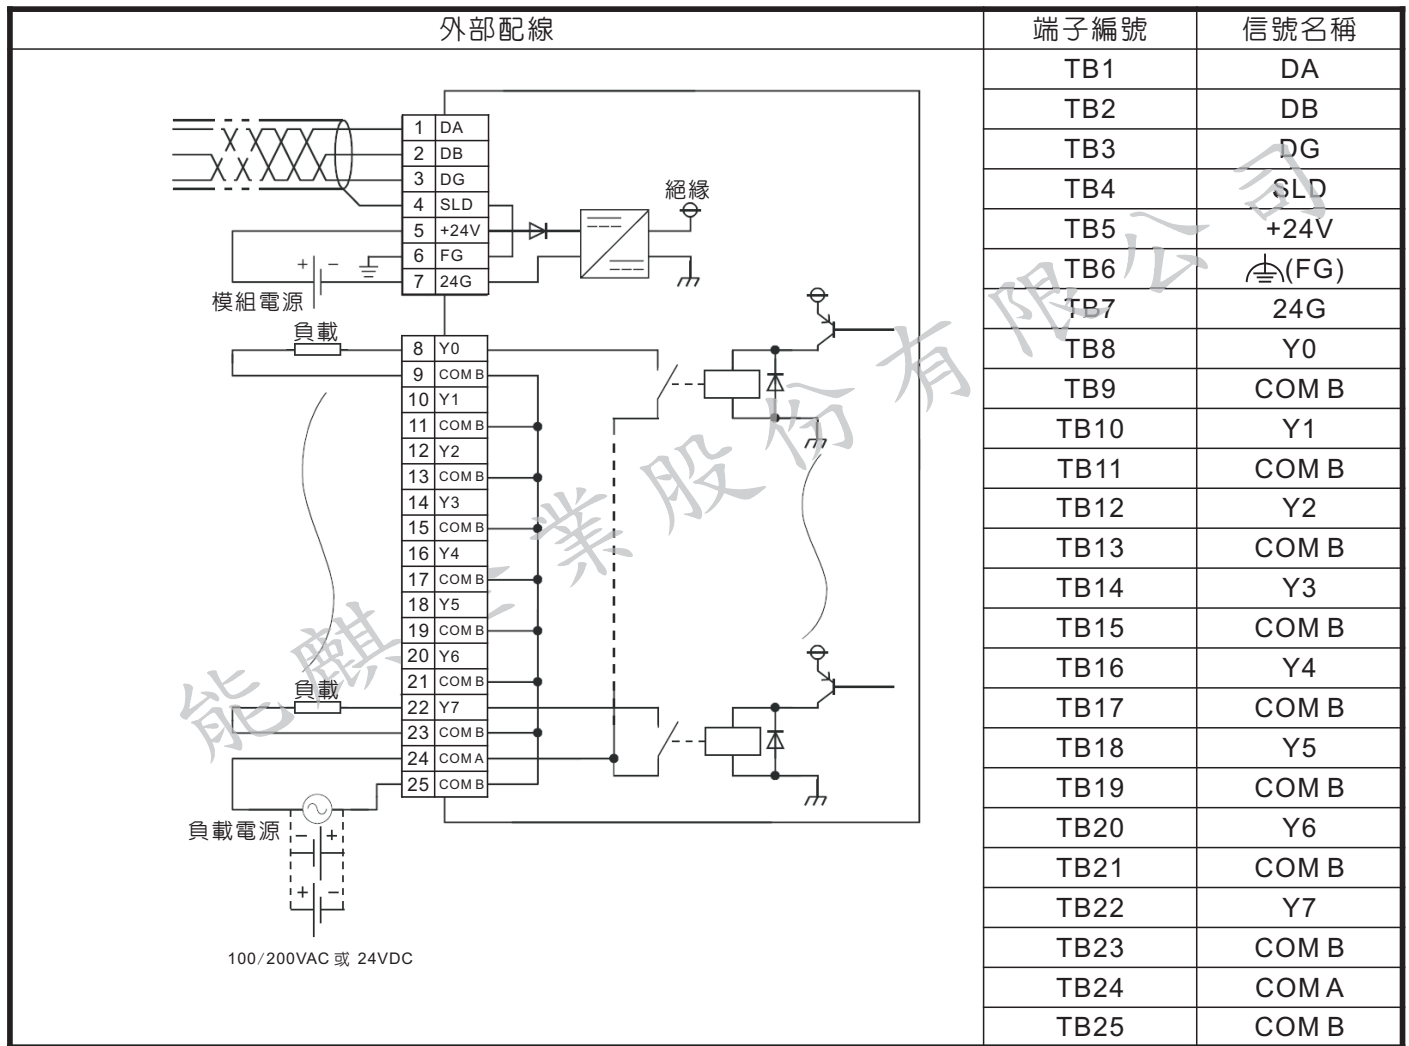 外部配線 端子編號 信號名稱
TB1 DA
TB2 DB
TB3 DG
TB4 SLD
TB5 +24V
TB6 (FG)
TB7 24G
TB8 Y0
TB9 COM B
TB10 Y1
TB11 COM B
TB12 Y2
TB13 COM B
TB14 Y3
TB15 COM B
TB16 Y4
TB17 COM B
TB18 Y5
TB19 COM B
TB20 Y6
TB21 COM B
TB22 Y7
TB23 COM B
TB24 COM A
TB25 COM B
1 DA
2 DB
3 DG
4 SLD
5 +24V
6 FG
7 24G
絕緣
+ −
模組電源
負載
8 Y0
9 COM B
10 Y1
11 COM B
12 Y2
13 COM B
14 Y3
15 COM B
16 Y4
17 COM B
18 Y5
19 COM B
20 Y6
21 COM B
負載
22 Y7
23 COM B
24 COM A
25 COM B
負載電源
− +
+ −
100/200VAC 或 24VDC
能麒工業股份有限公司